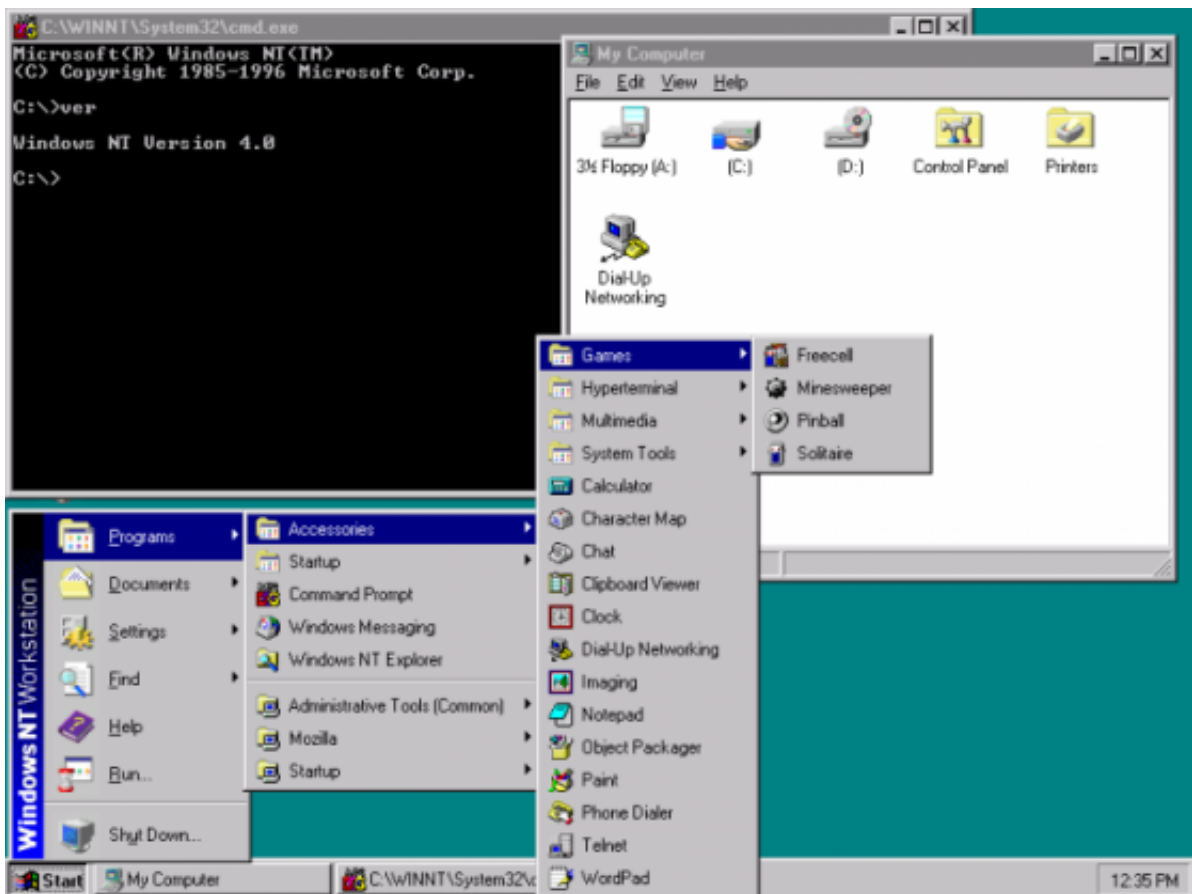 C:\WINNT\System32\cmd.exe
Microsoft(R) Windows NT(TM)
(C) Copyright 1985-1996 Microsoft Corp.
C:\>ver
Windows NT Version 4.0
C:\>
My Computer
File Edit View Help
3½ Floppy (A:)
(C:)
(D:)
Control Panel
Printers
Dial-Up
Networking
Games
Hyperterminal
Multimedia
System Tools
Calculator
Character Map
Chat
Clipboard Viewer
Clock
Dial-Up Networking
Imaging
Notepad
Object Packager
Paint
Phone Dialer
Telnet
WordPad
Freecell
Minesweeper
Pinball
Solitaire
Windows NT Workstation
Programs
Documents
Settings
Find
Help
Run...
Shut Down...
Accessories
Startup
Command Prompt
Windows Messaging
Windows NT Explorer
Administrative Tools (Common)
Mozilla
Startup
Start
My Computer
C:\WINNT\System32\c
12:35 PM